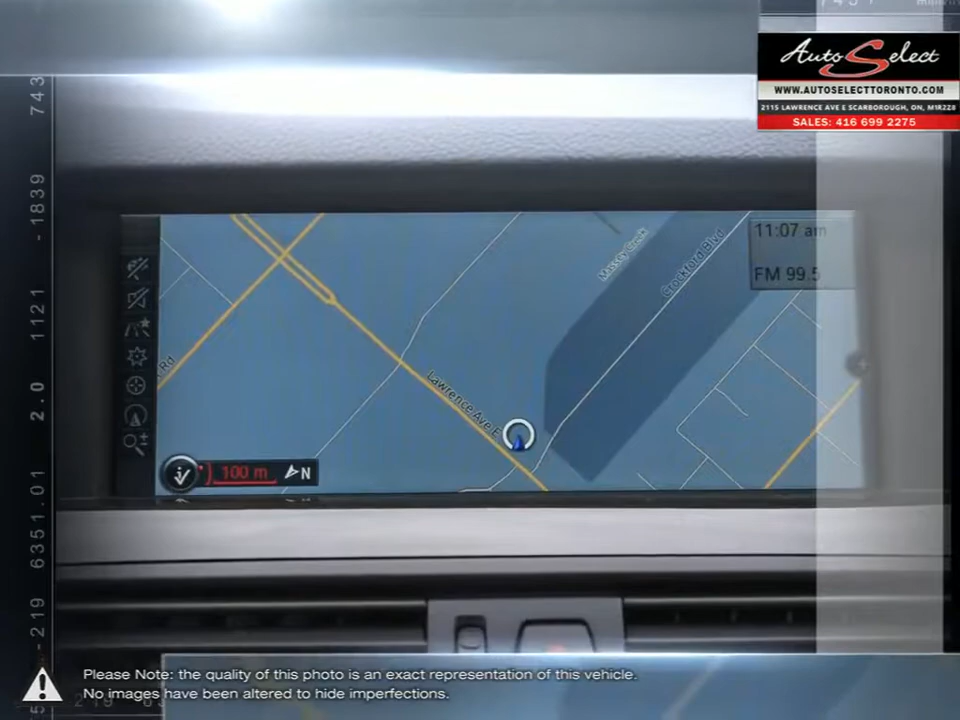 Auto Select
WWW.AUTOSELECTTORONTO.COM
2115 LAWRENCE AVE E SCARBOROUGH, ON, M1R2Z8
SALES: 416 699 2275
743
-1839
1121
2.0
6351.01
-219
11:07 am
FM 99.5
Massey Creek
Crockford Blvd
Rd
Lawrence Ave E
100 m
N
Please Note: the quality of this photo is an exact representation of this vehicle.
No images have been altered to hide imperfections.